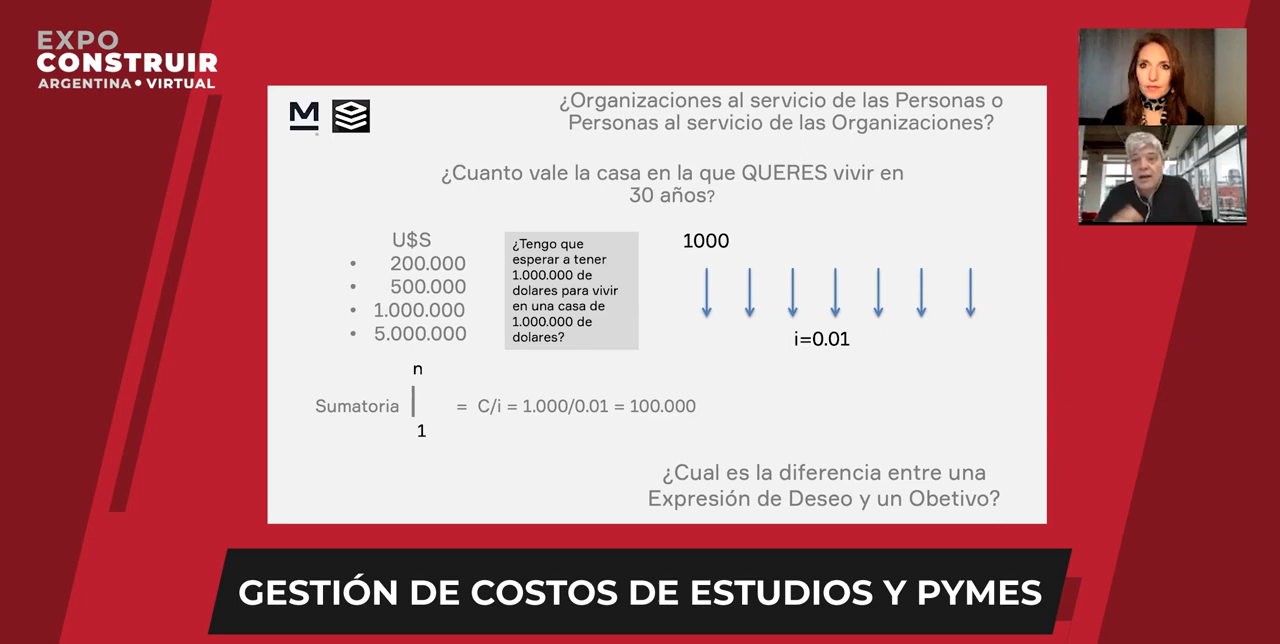 EXPO
CONSTRUIR
ARGENTINA • VIRTUAL
M
¿Organizaciones al servicio de las Personas o
Personas al servicio de las Organizaciones?
¿Cuanto vale la casa en la que QUERES vivir en
30 años?
U$S
• 200.000
• 500.000
• 1.000.000
• 5.000.000
¿Tengo que
esperar a tener
1.000.000 de
dolares para vivir
en una casa de
1.000.000 de
dolares?
1000
i=0.01
n
Sumatoria | = C/i = 1.000/0.01 = 100.000
1
¿Cual es la diferencia entre una
Expresión de Deseo y un Obetivo?
GESTIÓN DE COSTOS DE ESTUDIOS Y PYMES